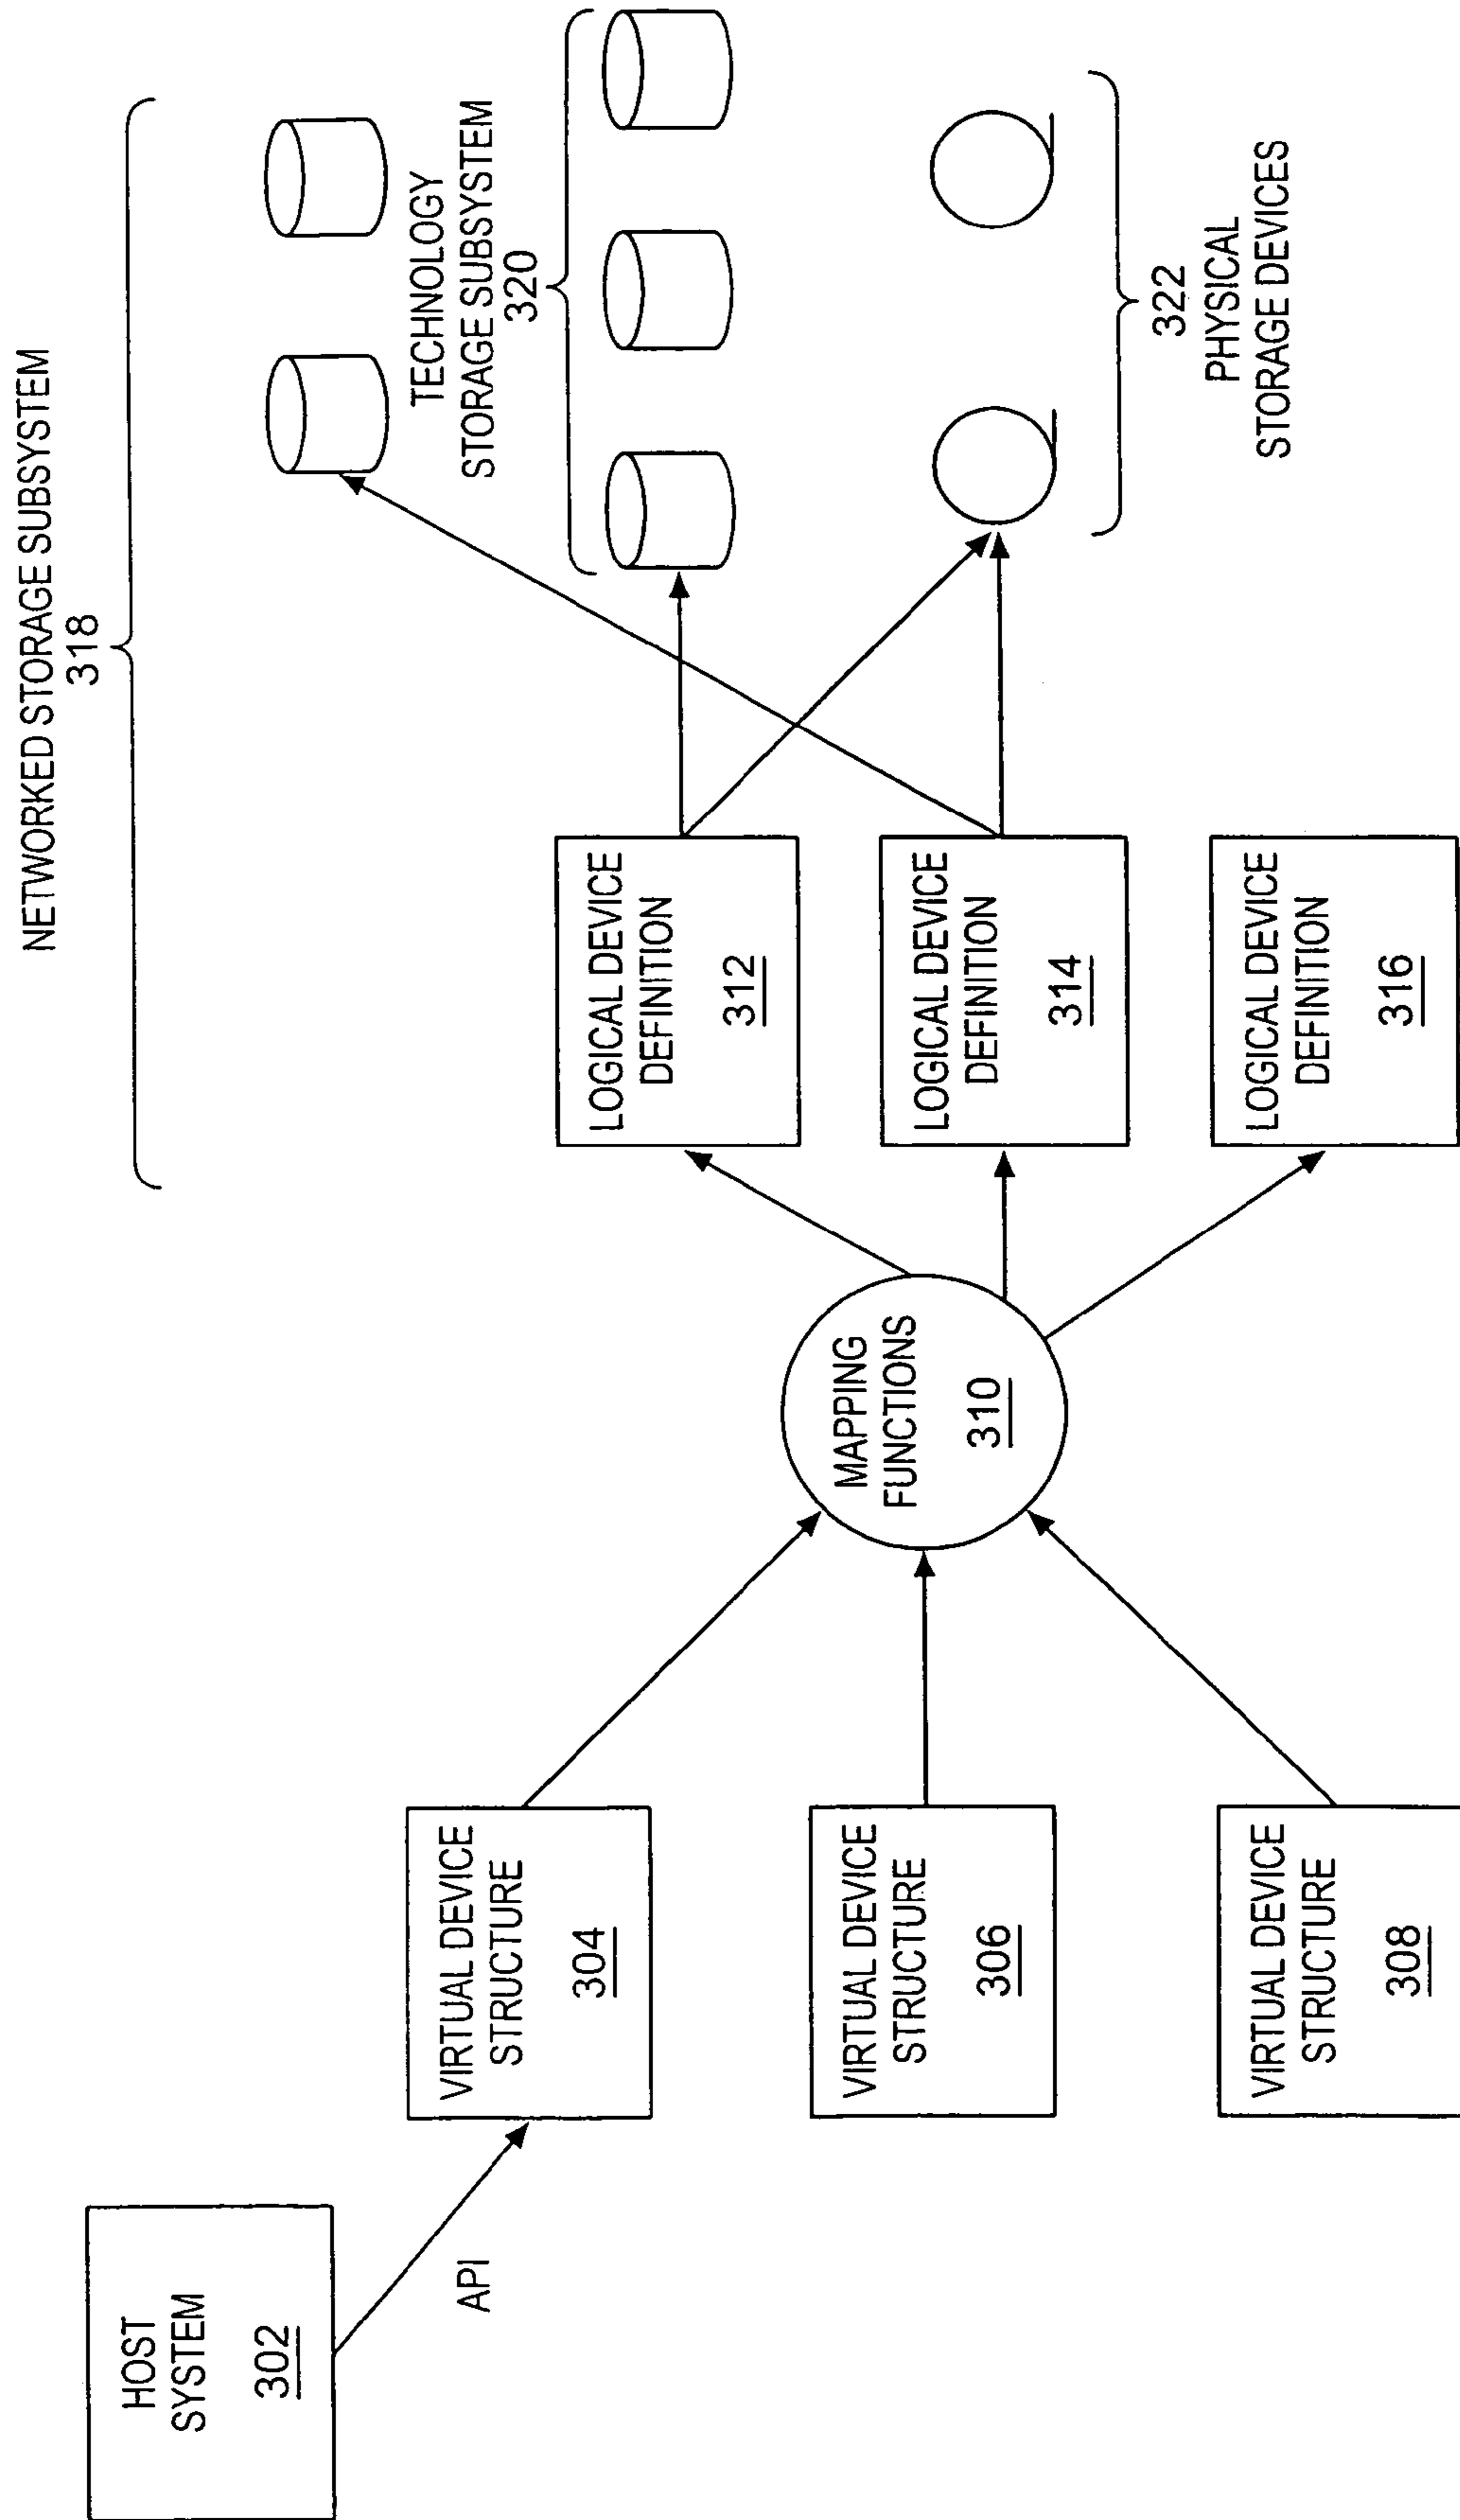 NETWORKED STORAGE SUBSYSTEM
318
HOST
SYSTEM
302
API
VIRTUAL DEVICE
STRUCTURE
304
VIRTUAL DEVICE
STRUCTURE
306
VIRTUAL DEVICE
STRUCTURE
308
MAPPING
FUNCTIONS
310
LOGICAL DEVICE
DEFINITION
312
LOGICAL DEVICE
DEFINITION
314
LOGICAL DEVICE
DEFINITION
316
TECHNOLOGY
STORAGE SUBSYSTEM
320
322
PHYSICAL
STORAGE DEVICES